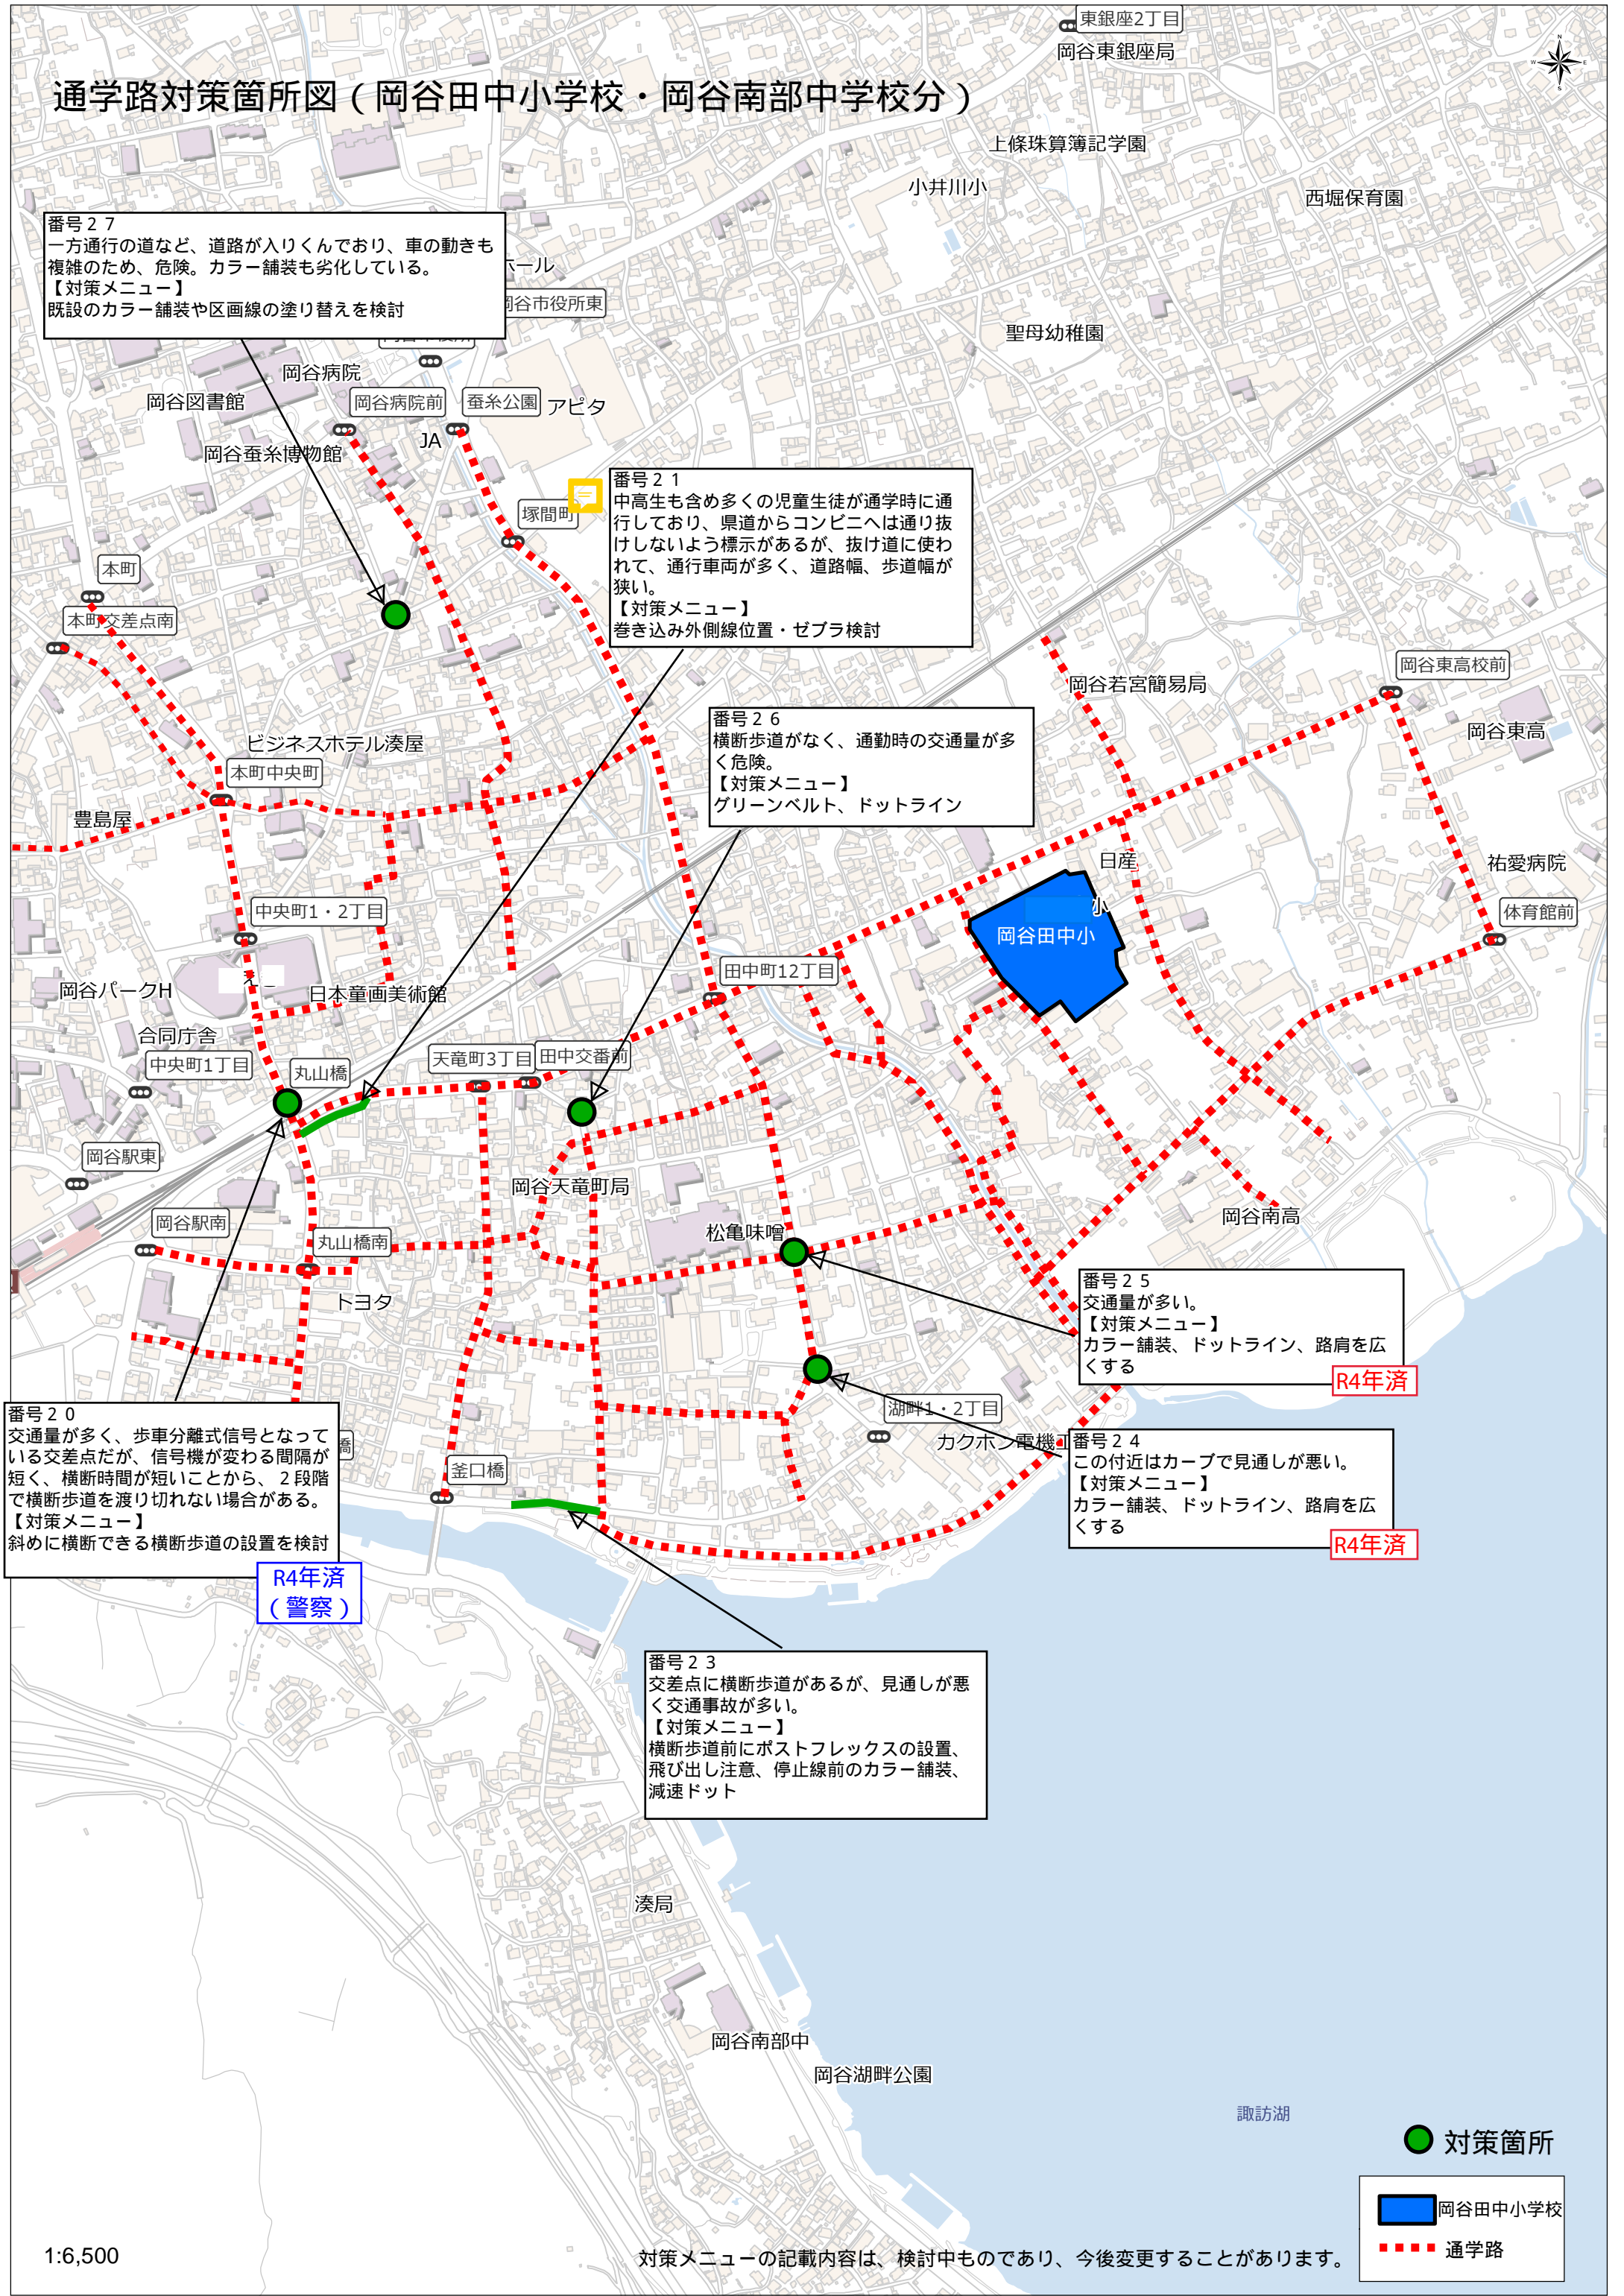 東銀座2丁目
岡谷東銀座局
N
W E
S
通学路対策箇所図（岡谷田中小学校・岡谷南部中学校分）
上條珠算簿記学園
小井川小
西堀保育園
番号２７
一方通行の道など、道路が入りくんでおり、車の動きも
複雑のため、危険。カラー舗装も劣化している。
【対策メニュー】
既設のカラー舗装や区画線の塗り替えを検討
ホール
岡谷市役所東
聖母幼稚園
岡谷病院
岡谷図書館
岡谷病院前
蚕糸公園
アピタ
JA
岡谷蚕糸博物館
塚間町
番号２１
中高生も含め多くの児童生徒が通学時に通
行しており、県道からコンビニへは通り抜
けしないよう標示があるが、抜け道に使わ
れて、通行車両が多く、道路幅、歩道幅が
狭い。
【対策メニュー】
巻き込み外側線位置・ゼブラ検討
本町
本町交差点南
岡谷東高校前
岡谷若宮簡易局
岡谷東高
番号２６
横断歩道がなく、通勤時の交通量が多
く危険。
【対策メニュー】
グリーンベルト、ドットライン
ビジネスホテル湊屋
本町中央町
豊島屋
日産
祐愛病院
中央町1・2丁目
小
体育館前
岡谷田中小
田中町12丁目
岡谷パークH
日本童画美術館
合同庁舎
中央町1丁目
丸山橋
天竜町3丁目
田中交番前
岡谷駅東
岡谷天竜町局
岡谷駅南
丸山橋南
松亀味噌
岡谷南高
トヨタ
番号２５
交通量が多い。
【対策メニュー】
カラー舗装、ドットライン、路肩を広
くする
R4年済
番号２０
交通量が多く、歩車分離式信号となって
いる交差点だが、信号機が変わる間隔が
短く、横断時間が短いことから、２段階
で横断歩道を渡り切れない場合がある。
【対策メニュー】
斜めに横断できる横断歩道の設置を検討
R4年済
（警察）
橋
釜口橋
湖畔1・2丁目
カクホン電機工
番号２４
この付近はカーブで見通しが悪い。
【対策メニュー】
カラー舗装、ドットライン、路肩を広
くする
R4年済
番号２３
交差点に横断歩道があるが、見通しが悪
く交通事故が多い。
【対策メニュー】
横断歩道前にポストフレックスの設置、
飛び出し注意、停止線前のカラー舗装、
減速ドット
湊局
岡谷南部中
岡谷湖畔公園
諏訪湖
対策箇所
岡谷田中小学校
通学路
1:6,500
対策メニューの記載内容は、検討中ものであり、今後変更することがあります。